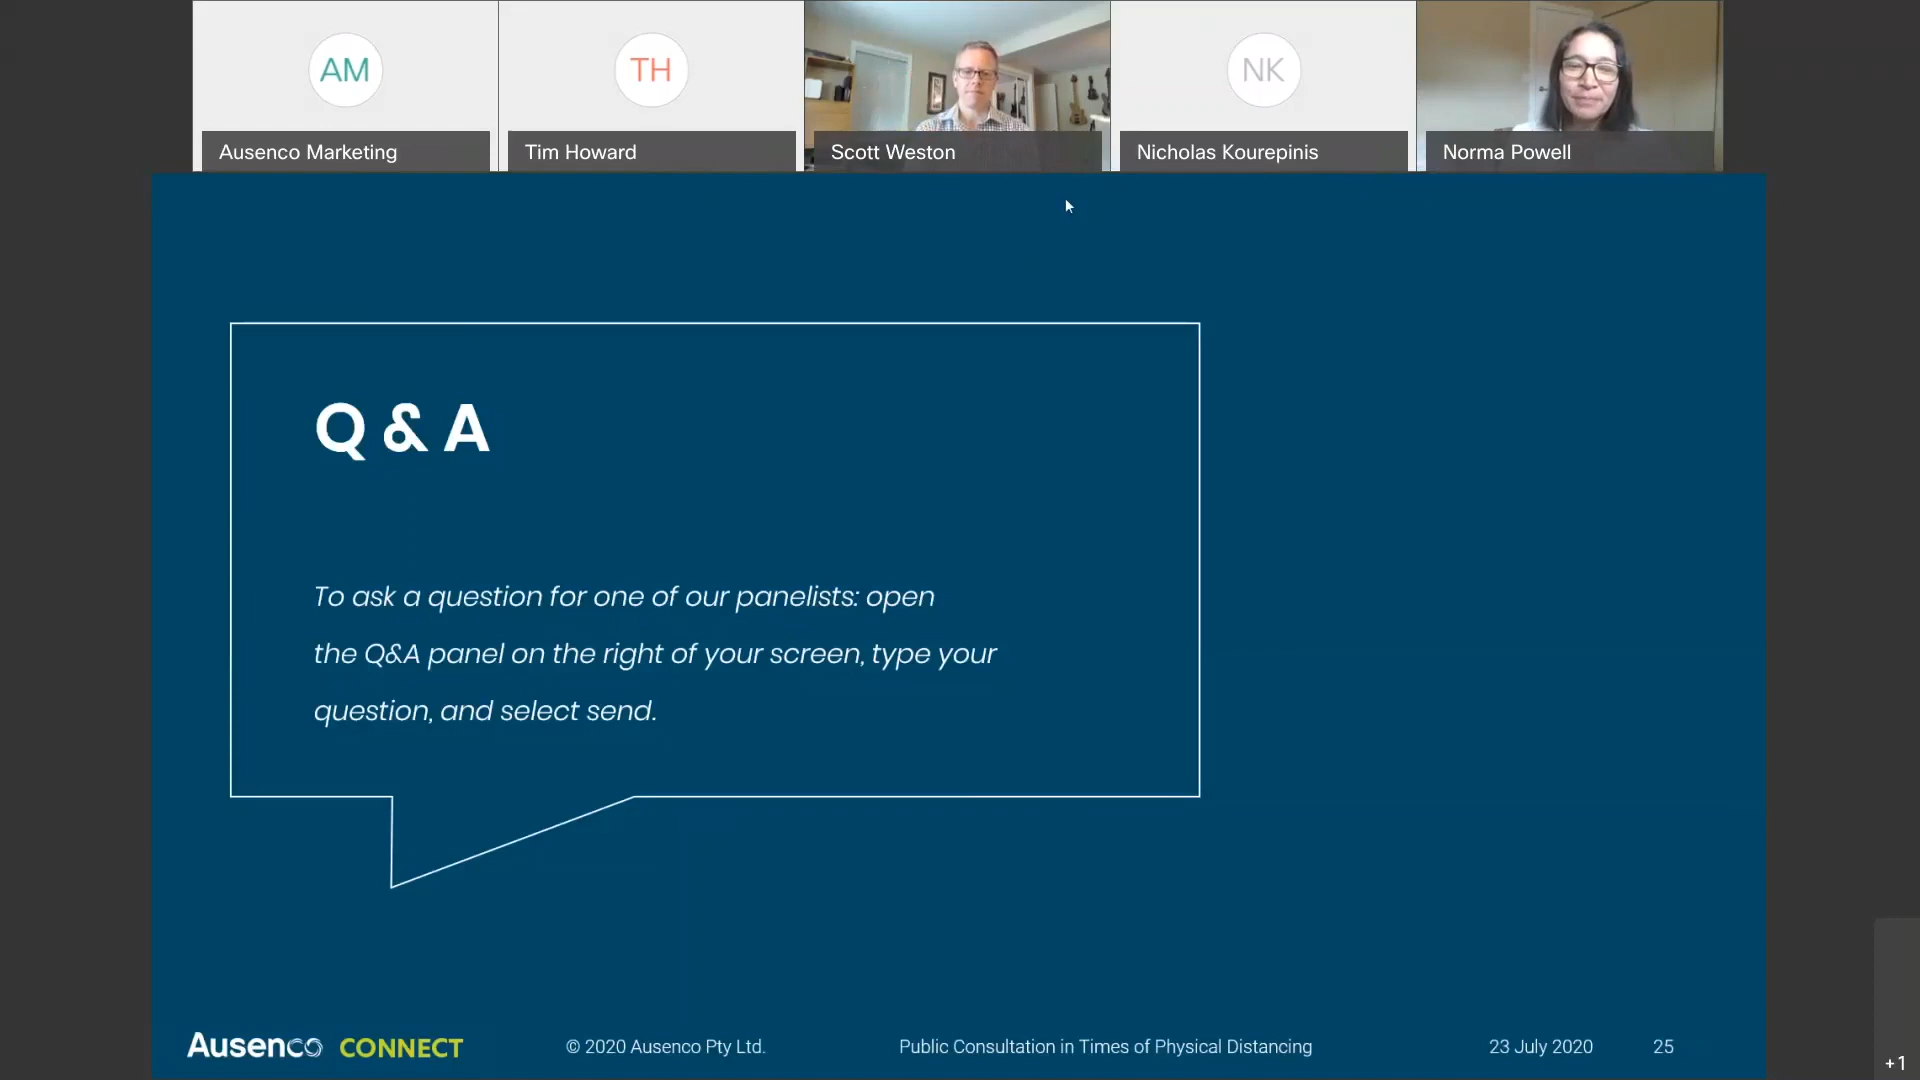 AM
TH
NK
Ausenco Marketing
Tim Howard
Scott Weston
Nicholas Kourepinis
Norma Powell
Q & A
To ask a question for one of our panelists: open
the Q&A panel on the right of your screen, type your
question, and select send.
Ausenco CONNECT
© 2020 Ausenco Pty Ltd.
Public Consultation in Times of Physical Distancing
23 July 2020
25
+1